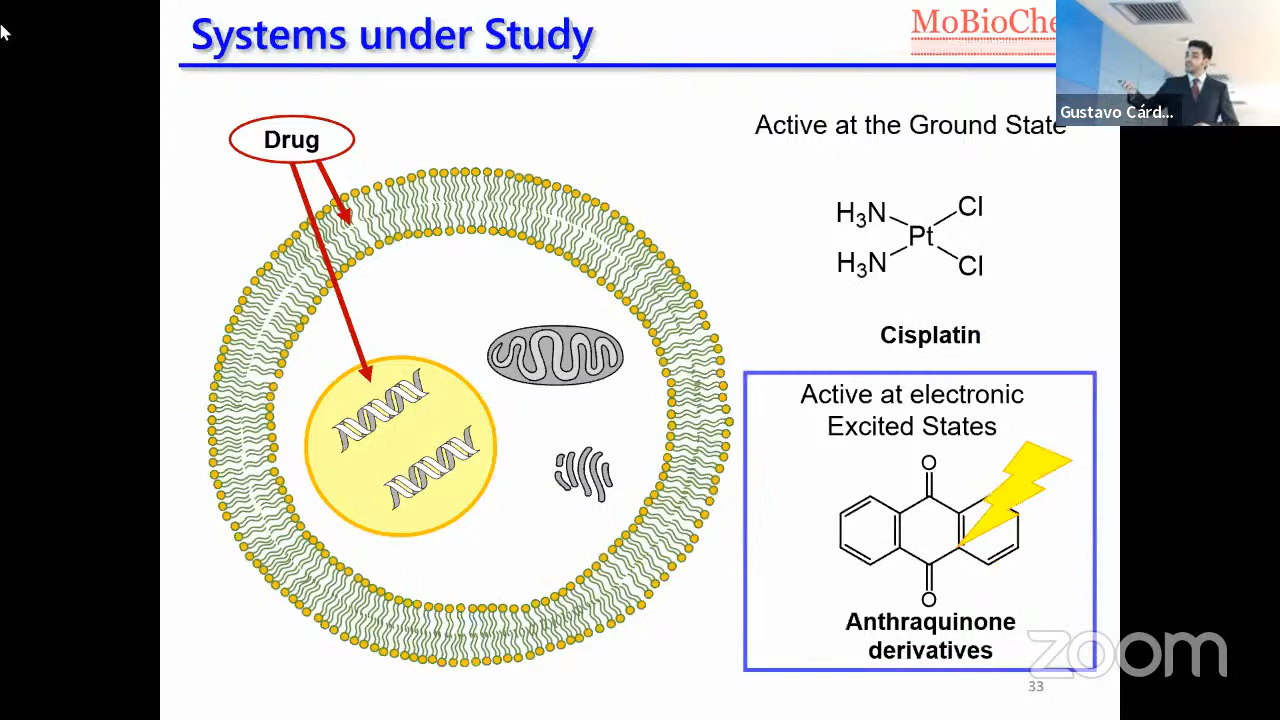 Systems under Study
MoBioChe
Gustavo Cárd...
Drug
Active at the Ground State
H3N
Cl
Pt
H3N
Cl
Cisplatin
Active at electronic
Excited States
O
O
Anthraquinone
derivatives
zoom
33